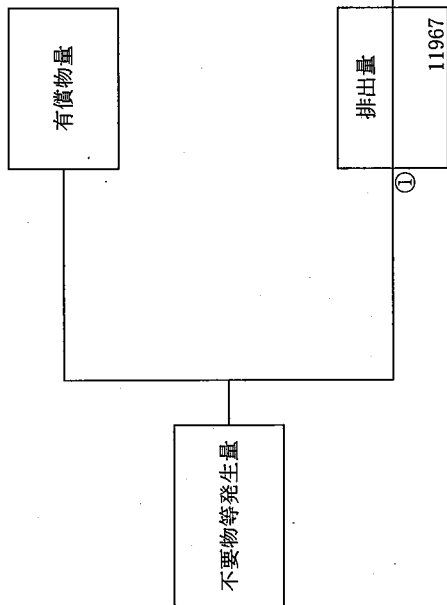 不要物等発生量
有償物量
排出量
①
11967